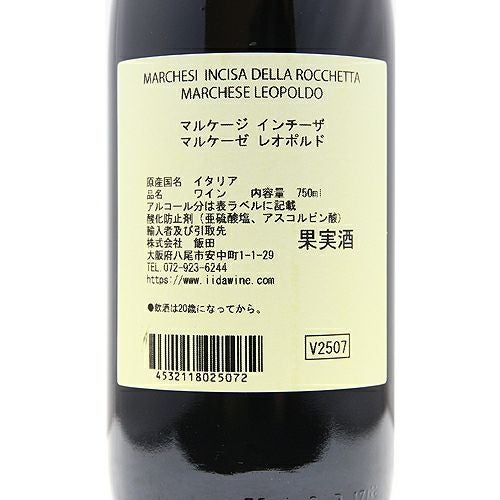 MARCHESI INCISA DELLA ROCCHETTA
MARCHESE LEOPOLDO
マルケージ インチーザ
マルケーゼ レオポルド
原産国名 イタリア
品名 ワイン 内容量 750ml
アルコール分は表ラベルに記載
酸化防止剤(亜硫酸塩、アスコルビン酸)
輸入者及び引取先
株式会社 飯田
大阪府八尾市安中町1-1-29
TEL.072-923-6244
https://www.iidawine.com
果実酒
●飲酒は20歳になってから。
4532118025072
V2507